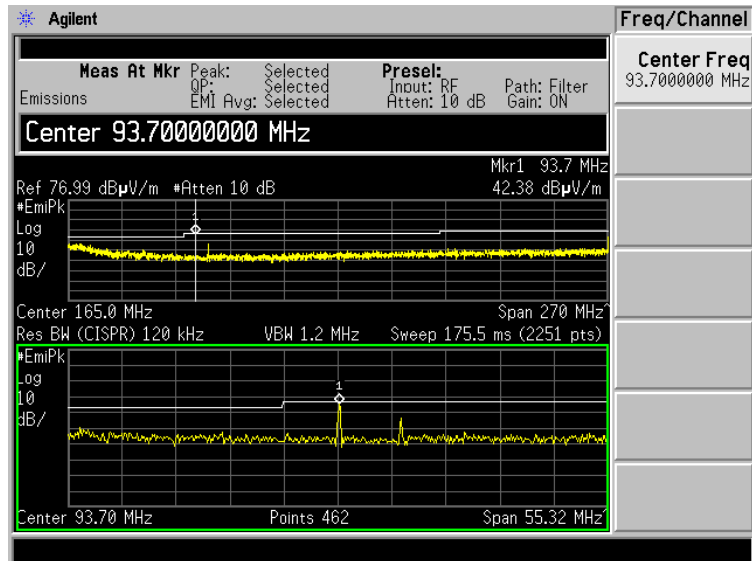 Agilent
Freq/Channel
Center Freq
93.7000000 MHz
Meas At Mkr Peak: Selected Presel:
QP: Selected Input: RF Path: Filter
Emissions EMI Avg: Selected Atten: 10 dB Gain: ON
Center 93.70000000 MHz
Mkr1 93.7 MHz
Ref 76.99 dBµV/m #Atten 10 dB 42.38 dBµV/m
#EmiPk
Log
10
dB/
1
Center 165.0 MHz Span 270 MHz^
Res BW (CISPR) 120 kHz VBW 1.2 MHz Sweep 175.5 ms (2251 pts)
#EmiPk
Log
10
dB/
1
Center 93.70 MHz Points 462 Span 55.32 MHz^